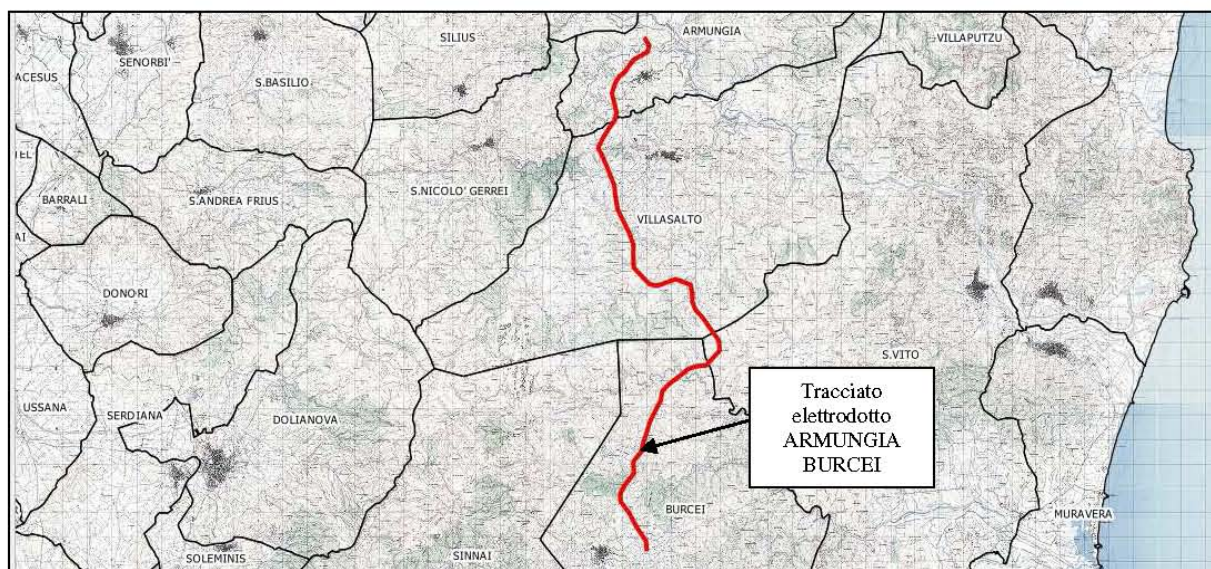 SILIUS
ARMUNGIA
VILLAPUTZU
SENORBI'
ACESUS
S.BASILIO
TEL
BARRALI
S.ANDREA FRIUS
S.NICOLO' GERREI
VILLASALTO
AI
DONORI
S.VITO
USSANA
SERDIANA
DOLIANOVA
Tracciato
elettrodotto
ARMUNGIA
BURCEI
BURCEI
MURAVERA
SOLEMINIS
SINNAI